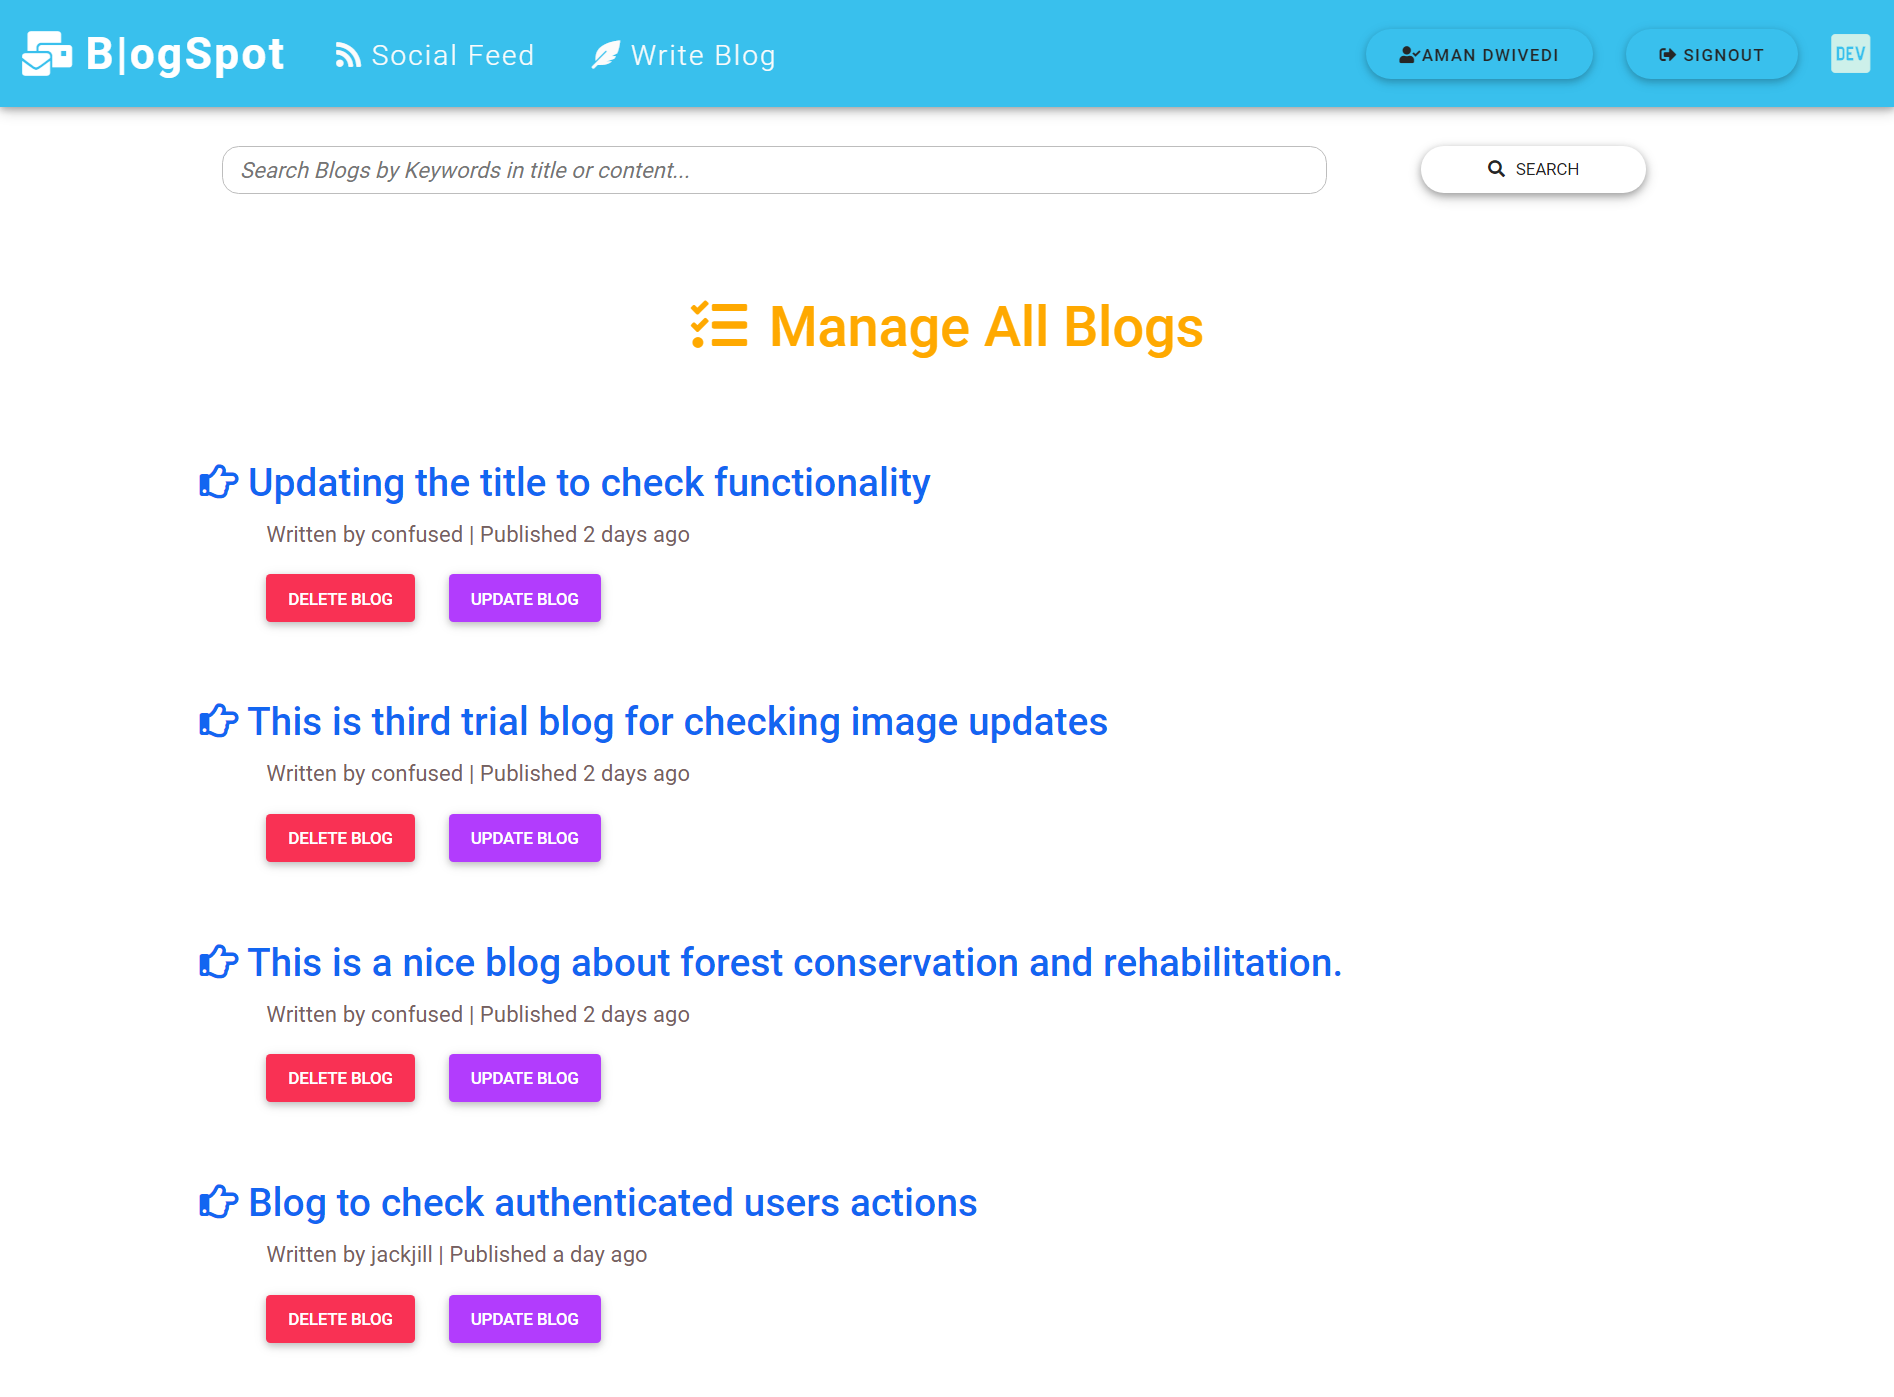 B|ogSpot Social Feed Write Blog AMAN DWIVEDI SIGNOUT DEV
Search Blogs by Keywords in title or content... SEARCH
Manage All Blogs
Updating the title to check functionality
Written by confused | Published 2 days ago
DELETE BLOG UPDATE BLOG
This is third trial blog for checking image updates
Written by confused | Published 2 days ago
DELETE BLOG UPDATE BLOG
This is a nice blog about forest conservation and rehabilitation.
Written by confused | Published 2 days ago
DELETE BLOG UPDATE BLOG
Blog to check authenticated users actions
Written by jackjill | Published a day ago
DELETE BLOG UPDATE BLOG